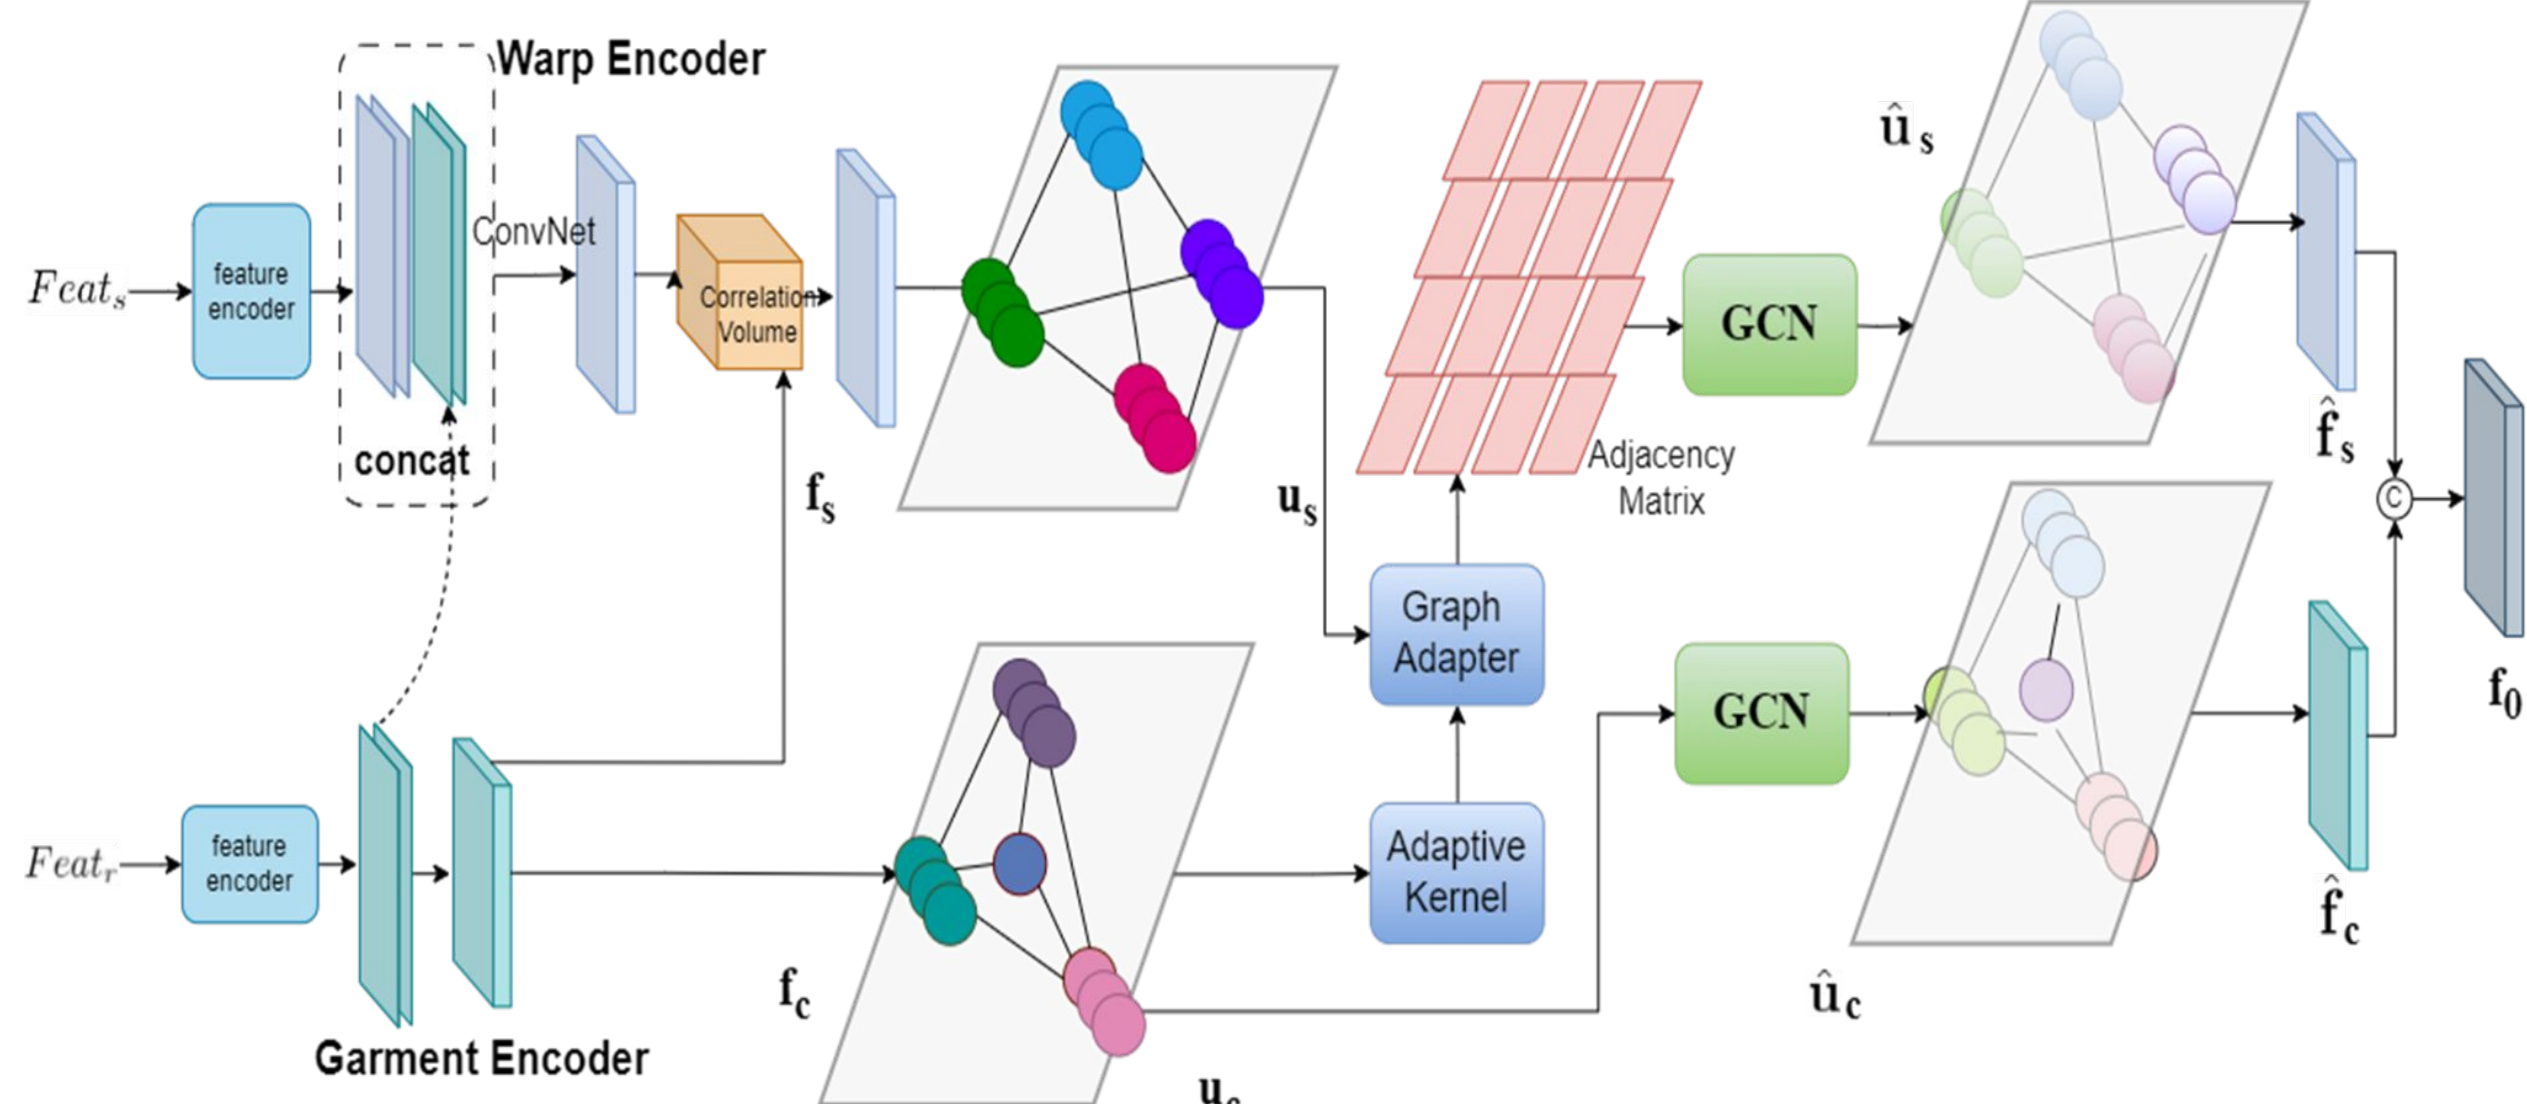 Warp Encoder
Feat_s
feature
encoder
concat
ConvNet
Correlation
Volume
f_s
u_s
Adjacency
Matrix
GCN
û_s
f̂_s
C
f_0
Graph
Adapter
Adaptive
Kernel
GCN
û_c
f̂_c
Feat_r
feature
encoder
Garment Encoder
f_c
u_c